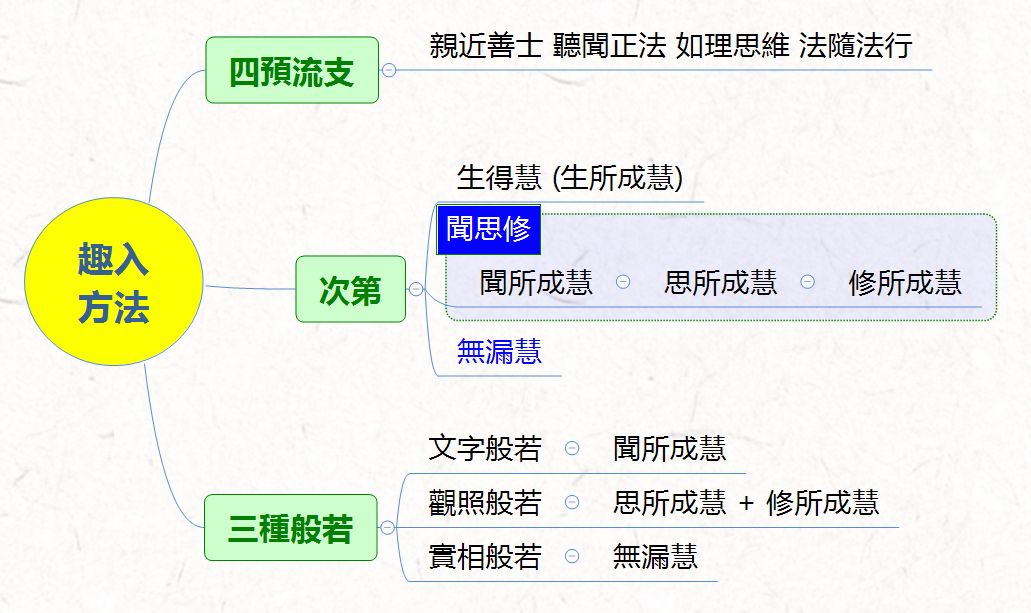 趣入
方法
四預流支
親近善士 聽聞正法 如理思維 法隨法行
次第
生得慧 (生所成慧)
聞思修
聞所成慧 思所成慧 修所成慧
無漏慧
三種般若
文字般若 聞所成慧
觀照般若 思所成慧 + 修所成慧
實相般若 無漏慧